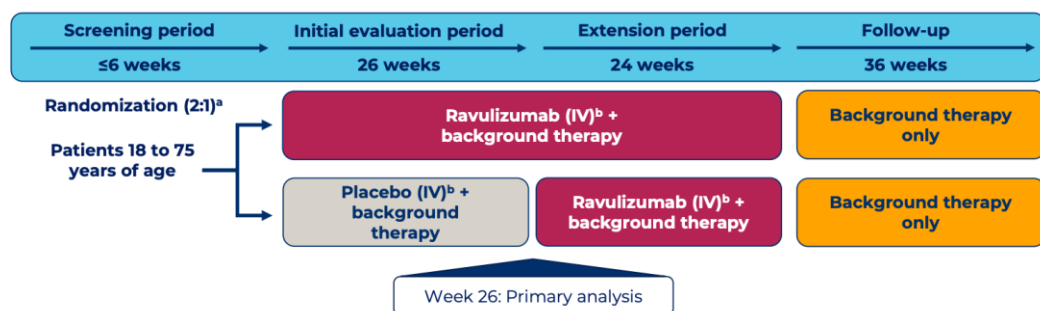 Screening period
Initial evaluation period
Extension period
Follow-up
≤6 weeks
26 weeks
24 weeks
36 weeks
Randomization (2:1)ᵃ
Patients 18 to 75
years of age
Ravulizumab (IV)ᵇ +
background therapy
Background therapy
only
Placebo (IV)ᵇ +
background
therapy
Ravulizumab (IV)ᵇ +
background therapy
Background therapy
only
Week 26: Primary analysis